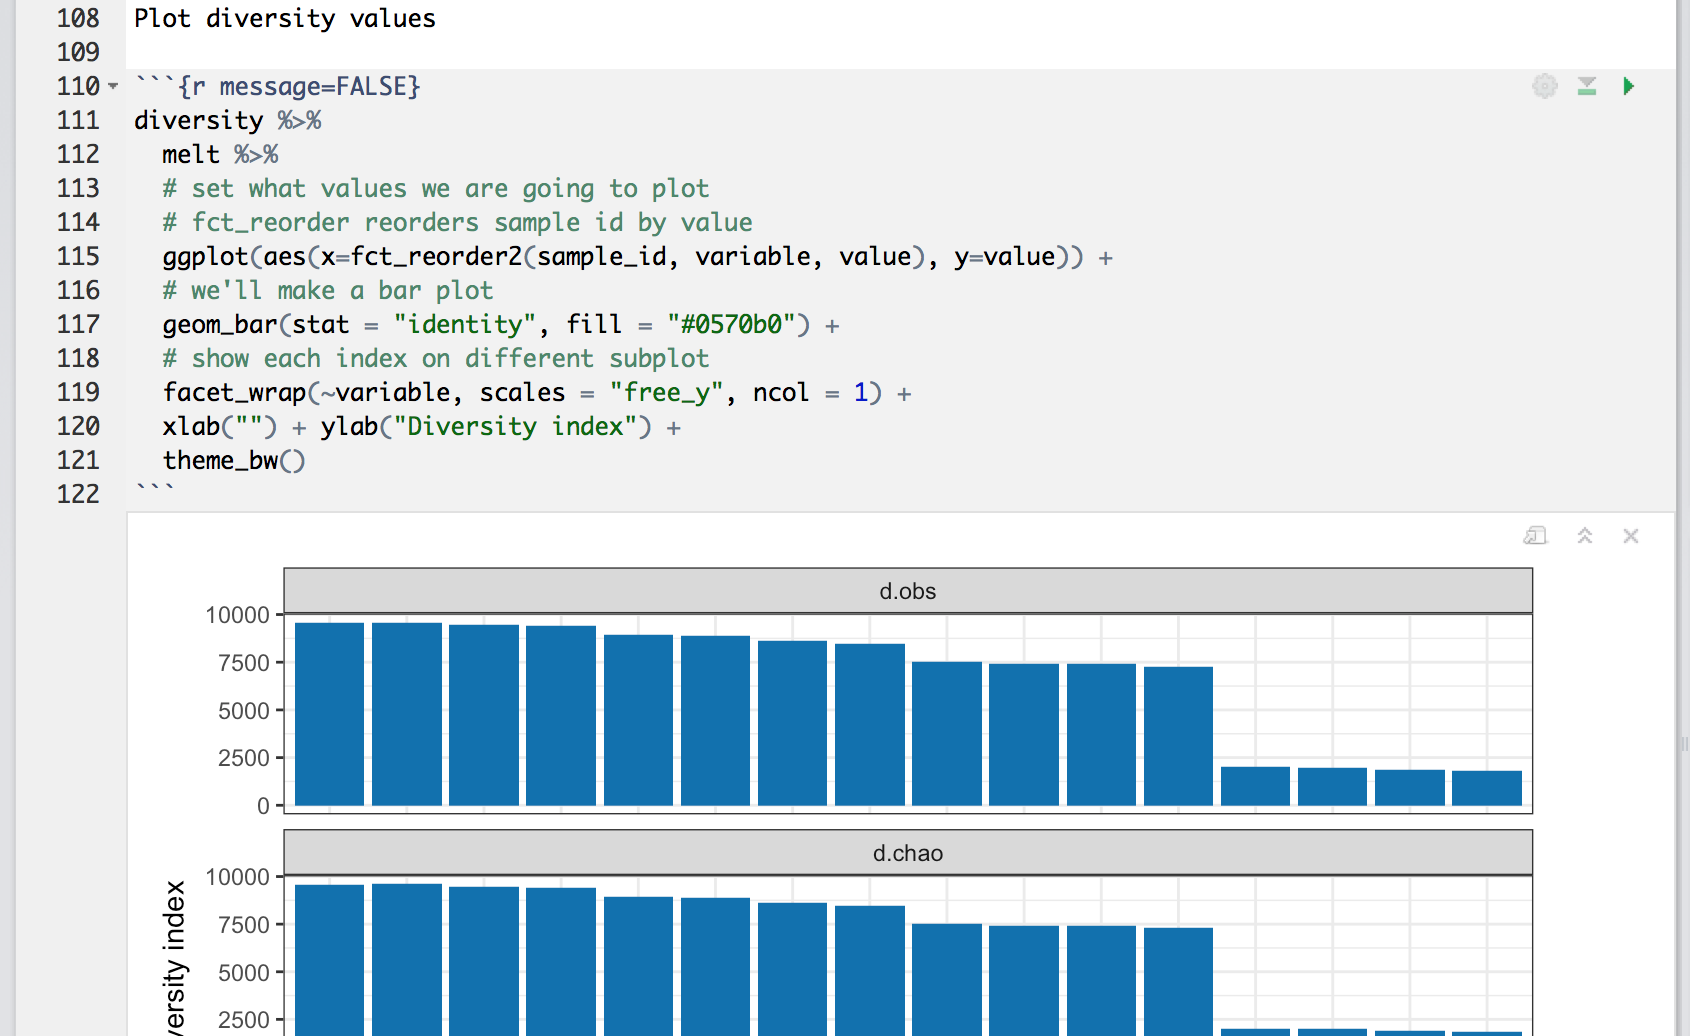 108 Plot diversity values
109
110 ```{r message=FALSE}
111 diversity %>%
112   melt %>%
113   # set what values we are going to plot
114   # fct_reorder reorders sample id by value
115   ggplot(aes(x=fct_reorder2(sample_id, variable, value), y=value)) +
116   # we'll make a bar plot
117   geom_bar(stat = "identity", fill = "#0570b0") +
118   # show each index on different subplot
119   facet_wrap(~variable, scales = "free_y", ncol = 1) +
120   xlab("") + ylab("Diversity index") +
121   theme_bw()
122 ```
d.obs
10000
7500
5000
2500
0
d.chao
10000
7500
5000
2500
versity index